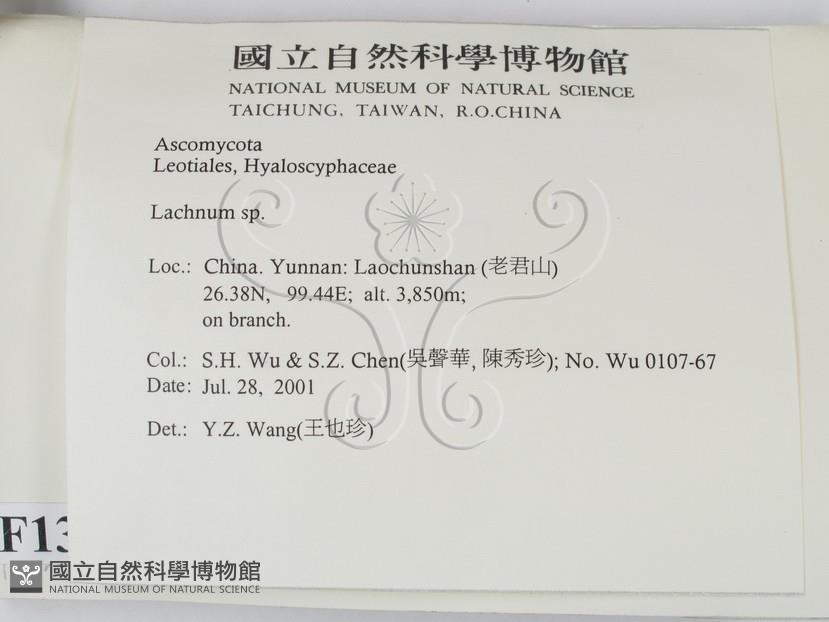 國立自然科學博物館
NATIONAL MUSEUM OF NATURAL SCIENCE
TAICHUNG, TAIWAN, R.O.CHINA
Ascomycota
Leotiales, Hyaloscyphaceae
Lachnum sp.
Loc.: China. Yunnan: Laochunshan (老君山)
26.38N, 99.44E; alt. 3,850m;
on branch.
Col.: S.H. Wu & S.Z. Chen(吳聲華, 陳秀珍); No. Wu 0107-67
Date: Jul. 28, 2001
Det.: Y.Z. Wang(王也珍)
F13
國立自然科學博物館
NATIONAL MUSEUM OF NATURAL SCIENCE